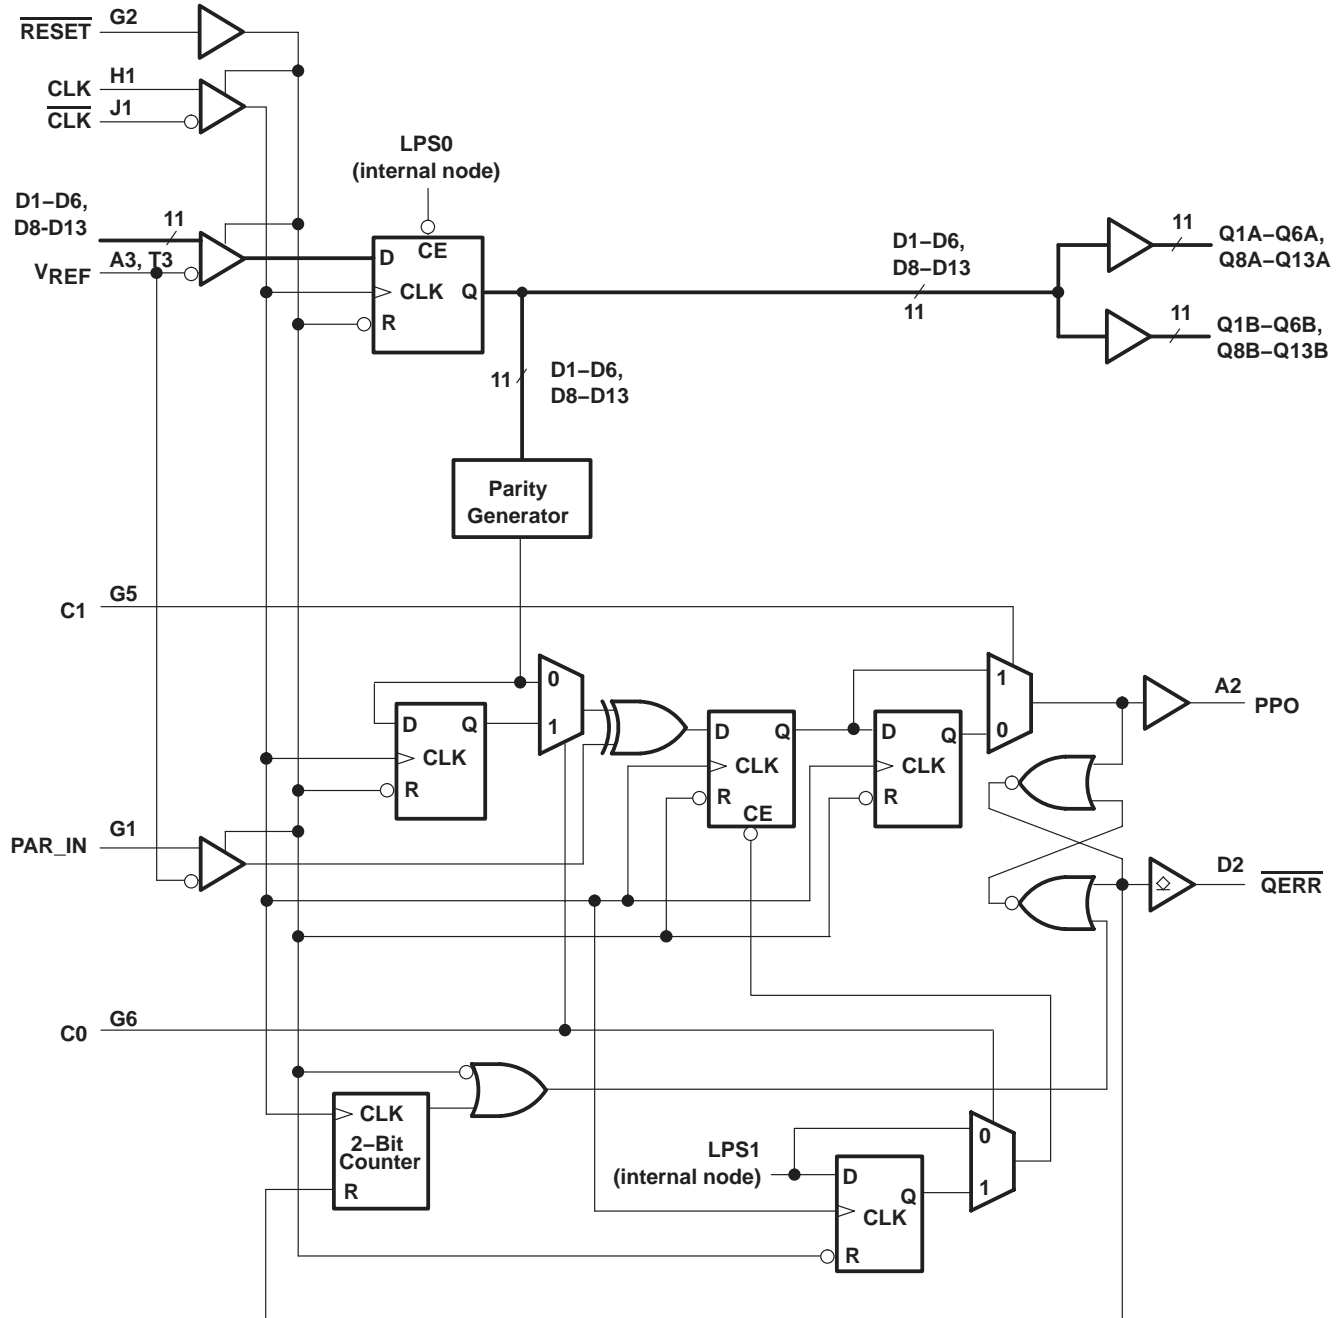 RESET G2
CLK H1
CLK J1
LPS0
(internal node)
D1–D6,
D8-D13
11
VREF A3, T3
D
CE
CLK
Q
R
D1–D6,
D8–D13
11
11
Q1A–Q6A,
Q8A–Q13A
11
Q1B–Q6B,
Q8B–Q13B
11
D1–D6,
D8–D13
Parity
Generator
C1 G5
0
1
D
Q
CLK
R
D
Q
CLK
R
CE
D
Q
CLK
R
1
0
A2
PPO
PAR_IN G1
D2
QERR
C0 G6
CLK
2–Bit
Counter
R
LPS1
(internal node)
D
Q
CLK
R
0
1